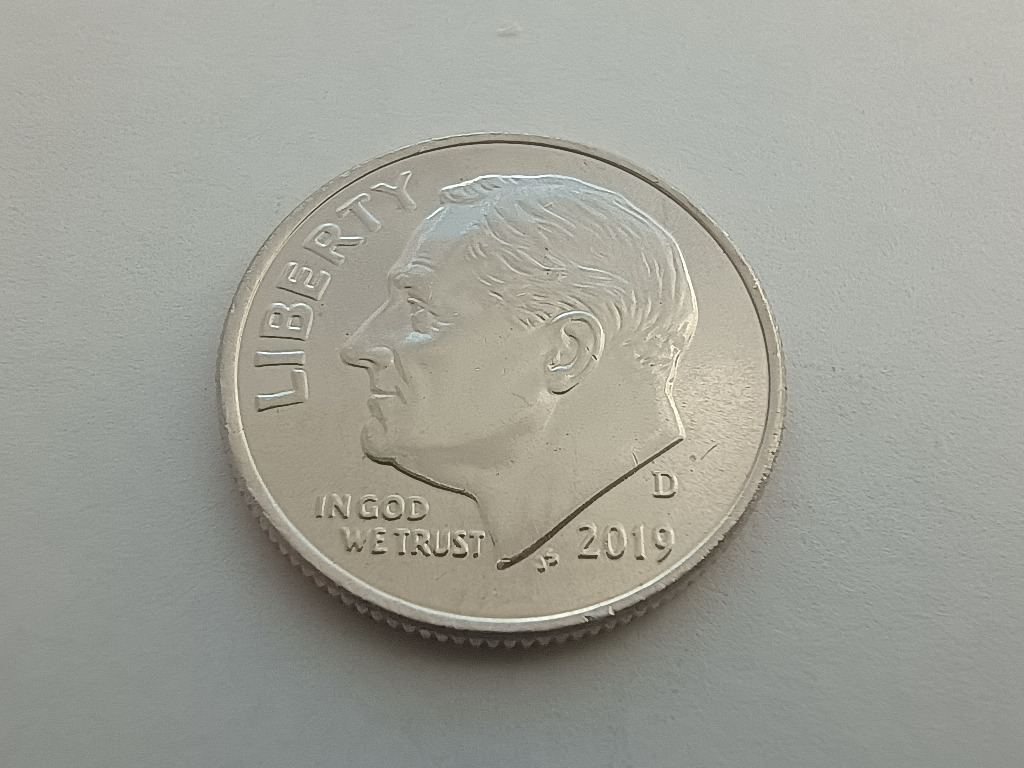 LIBERTY
IN GOD
WE TRUST
JS
D
2019